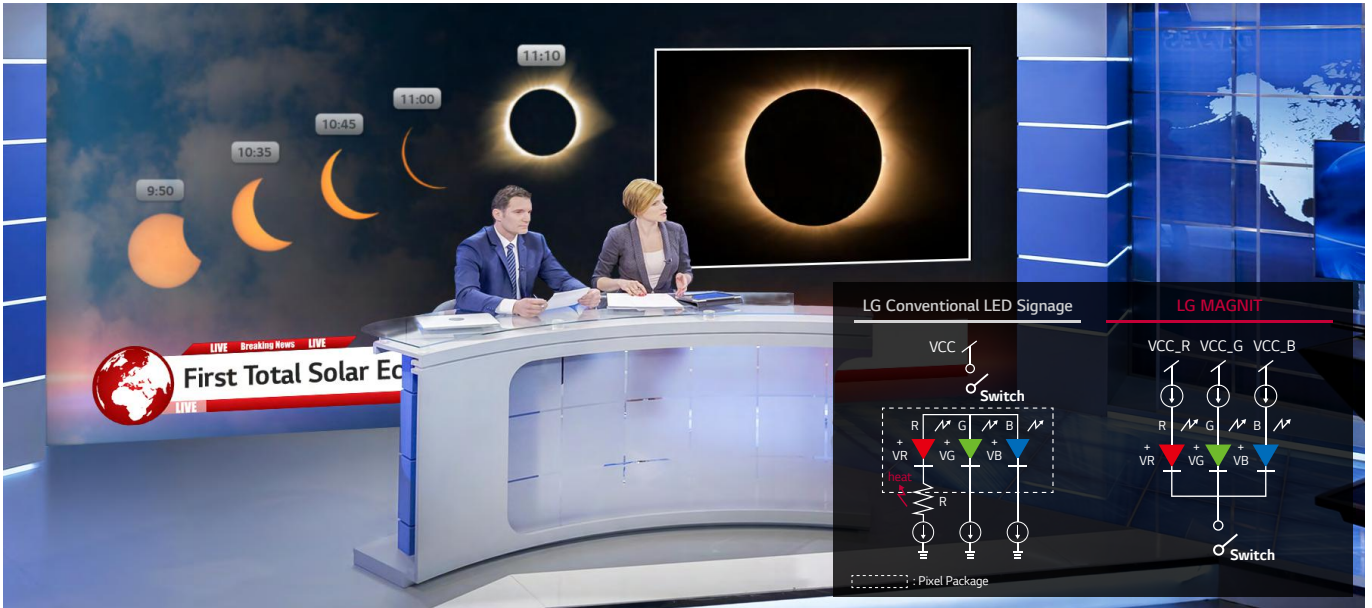 11:10
11:00
10:45
10:35
9:50
LIVE Breaking News LIVE
First Total Solar Ec
LIVE
LG Conventional LED Signage
VCC
Switch
R G B
+ + +
VR VG VB
heat
R
: Pixel Package
LG MAGNIT
VCC_R VCC_G VCC_B
R G B
+ + +
VR VG VB
Switch